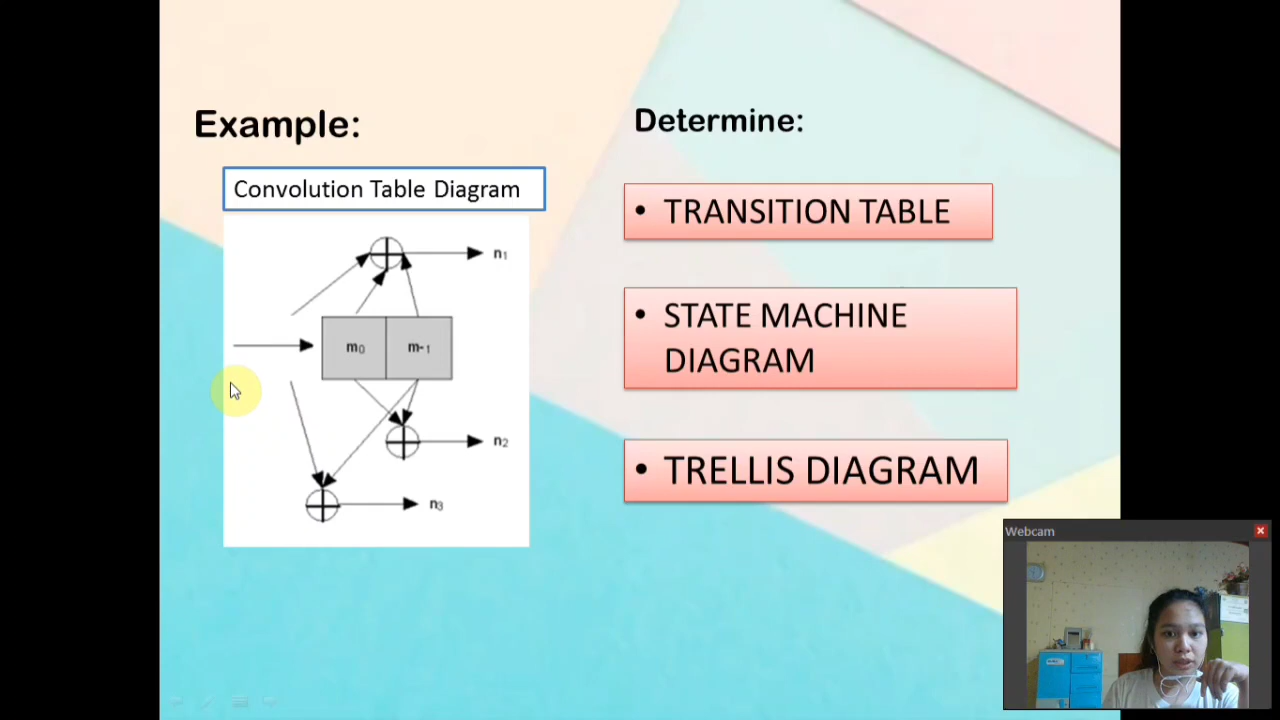 Example:
Convolution Table Diagram
n1
m0 m-1
n2
n3
Determine:
• TRANSITION TABLE
• STATE MACHINE
DIAGRAM
• TRELLIS DIAGRAM
Webcam